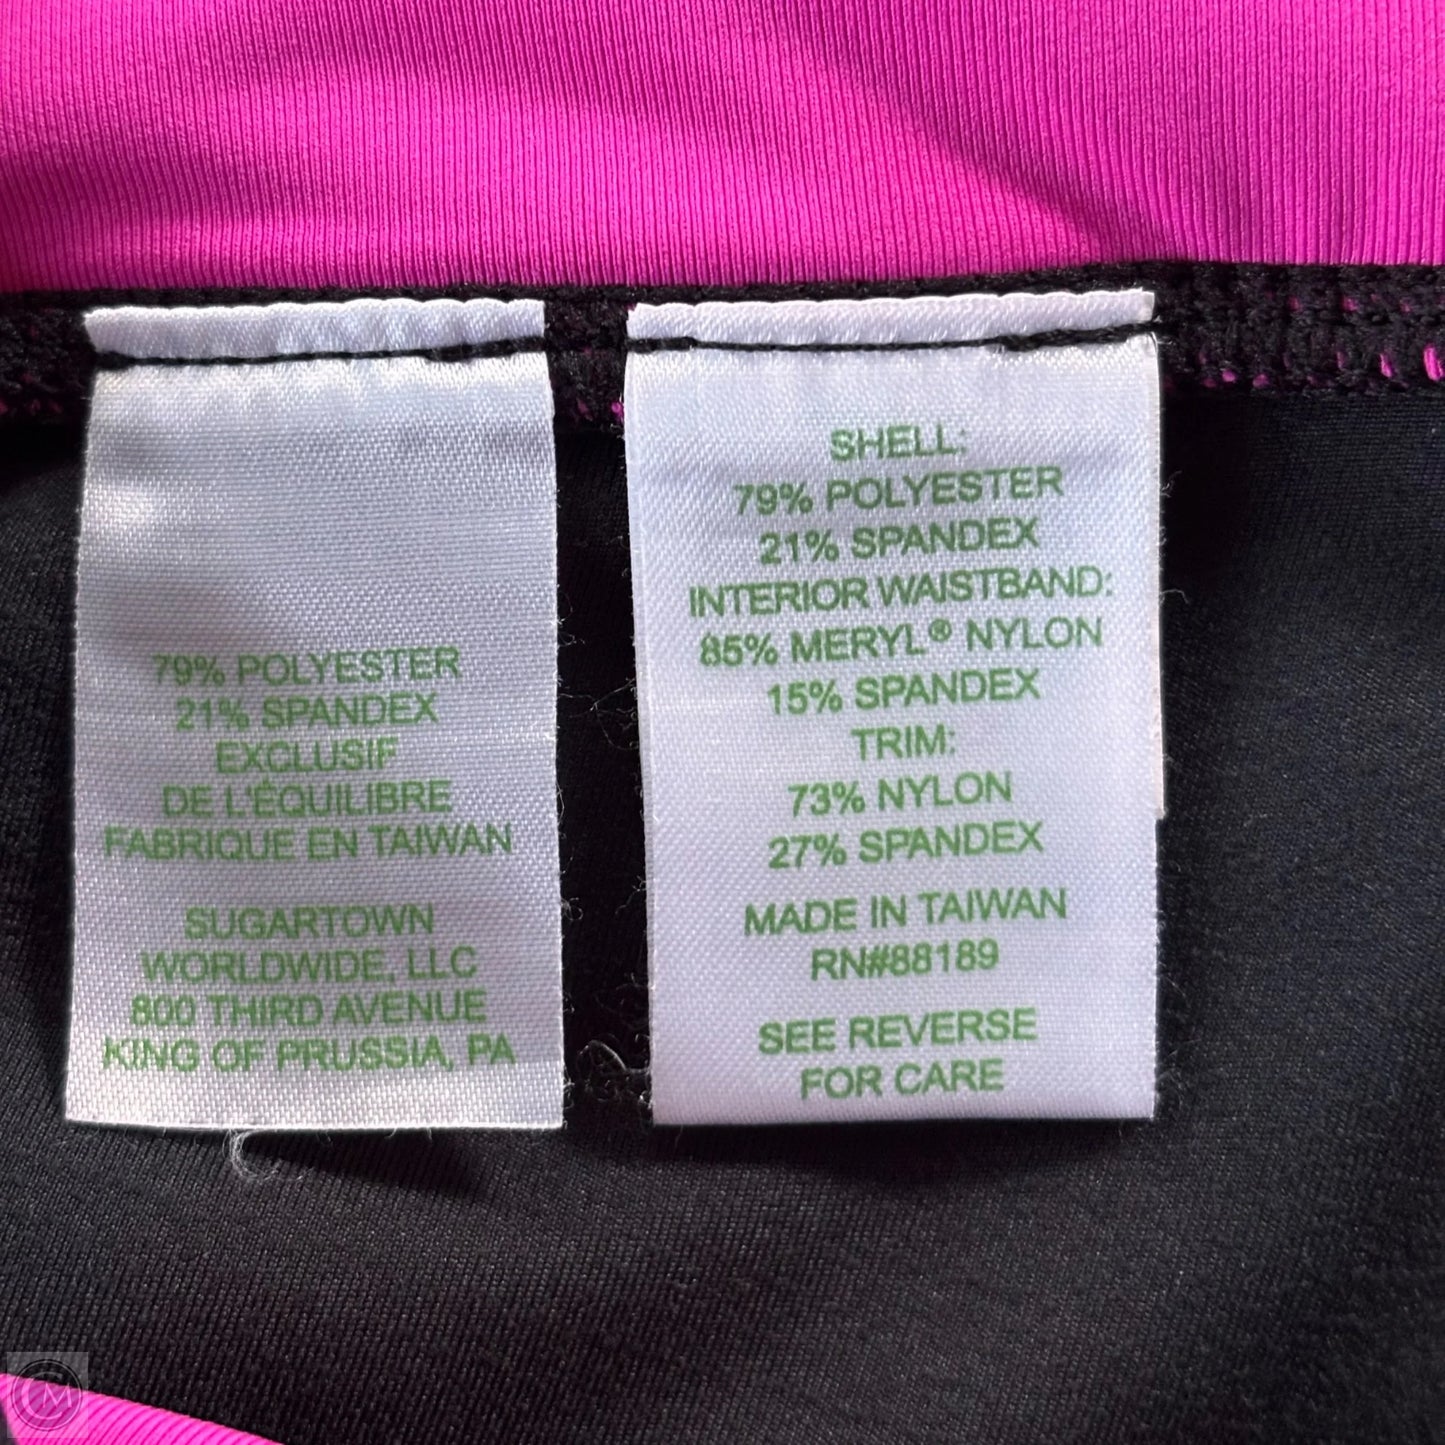 79% POLYESTER
21% SPANDEX
EXCLUSIF
DE L'ÉQUILIBRE
FABRIQUE EN TAIWAN
SUGARTOWN
WORLDWIDE, LLC
800 THIRD AVENUE
KING OF PRUSSIA, PA
SHELL:
79% POLYESTER
21% SPANDEX
INTERIOR WAISTBAND:
85% MERYL® NYLON
15% SPANDEX
TRIM:
73% NYLON
27% SPANDEX
MADE IN TAIWAN
RN#88189
SEE REVERSE
FOR CARE
CM